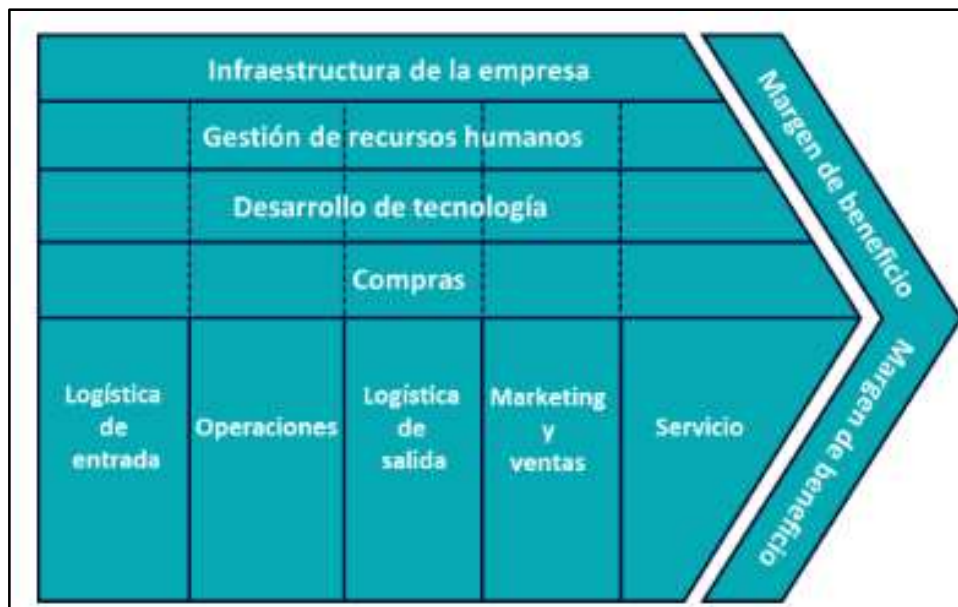 Infraestructura de la empresa
Gestión de recursos humanos
Desarrollo de tecnología
Compras
Logística
de
entrada
Operaciones
Logística
de
salida
Marketing
y
ventas
Servicio
Margen de beneficio
Margen de beneficio